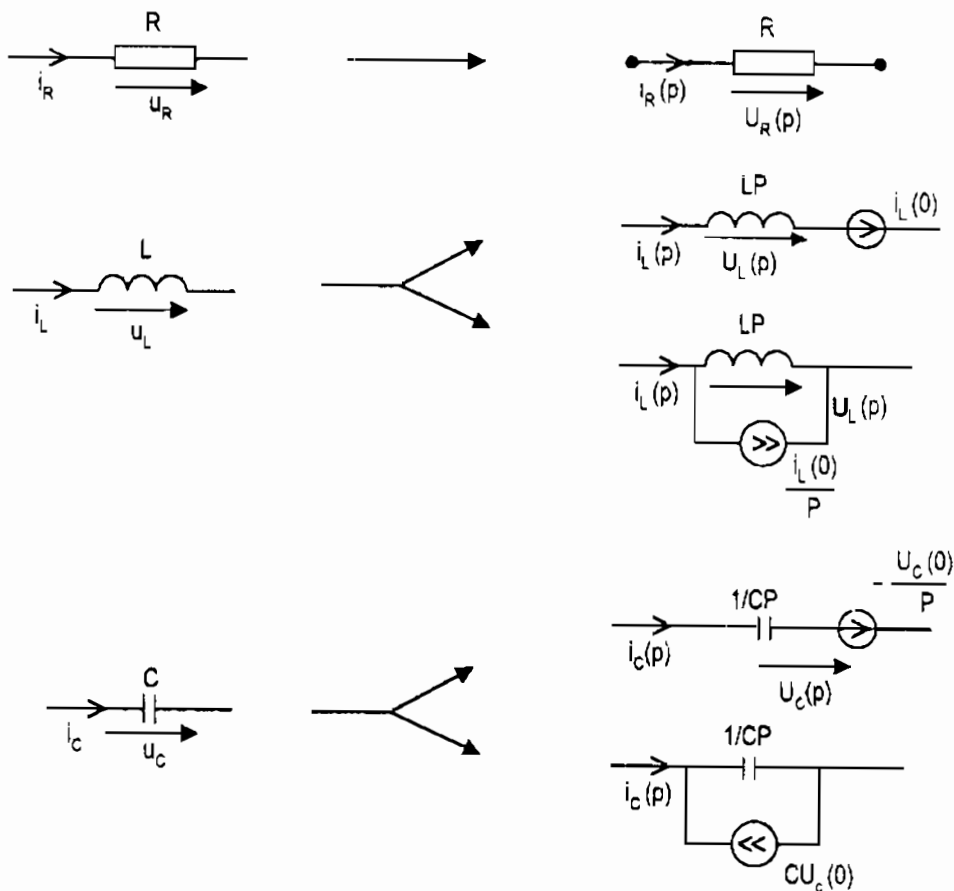 R
i_R
u_R
R
I_R(p)
U_R(p)
L
i_L
u_L
LP
i_L(0)
i_L(p)
U_L(p)
LP
i_L(p)
U_L(p)
i_L(0)
P
C
i_C
u_C
1/CP
- U_C(0)
P
i_C(p)
U_C(p)
1/CP
i_C(p)
CU_c(0)